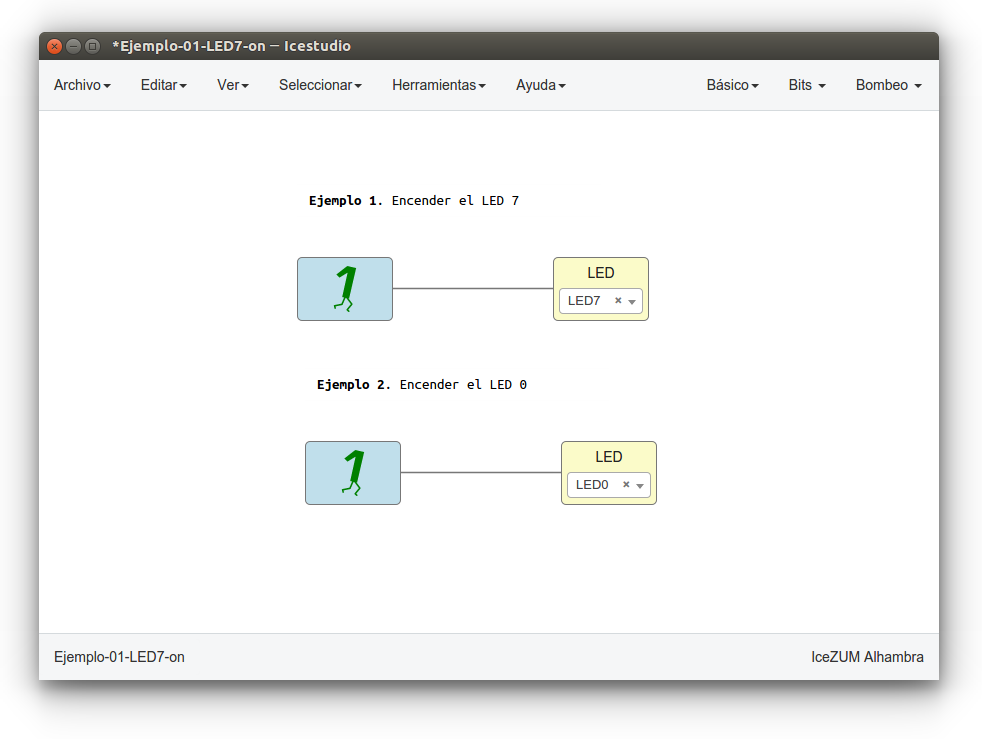 *Ejemplo-01-LED7-on — Icestudio
Archivo Editar Ver Seleccionar Herramientas Ayuda Básico Bits Bombeo
Ejemplo 1. Encender el LED 7
1
LED
LED7 ×
Ejemplo 2. Encender el LED 0
1
LED
LED0 ×
Ejemplo-01-LED7-on IceZUM Alhambra